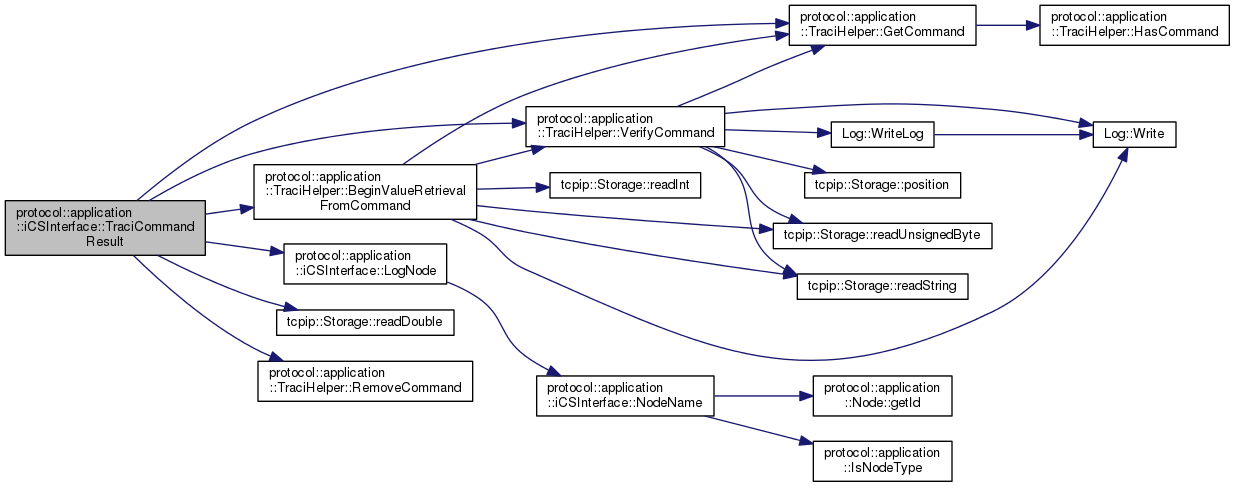 protocol::application
::iCSInterface::TraciCommand
Result
protocol::application
::TraciHelper::GetCommand
protocol::application
::TraciHelper::HasCommand
protocol::application
::TraciHelper::VerifyCommand
Log::WriteLog
Log::Write
protocol::application
::TraciHelper::BeginValueRetrieval
FromCommand
tcpip::Storage::readInt
tcpip::Storage::position
tcpip::Storage::readUnsignedByte
protocol::application
::iCSInterface::LogNode
tcpip::Storage::readString
tcpip::Storage::readDouble
protocol::application
::TraciHelper::RemoveCommand
protocol::application
::iCSInterface::NodeName
protocol::application
::Node::getId
protocol::application
::IsNodeType